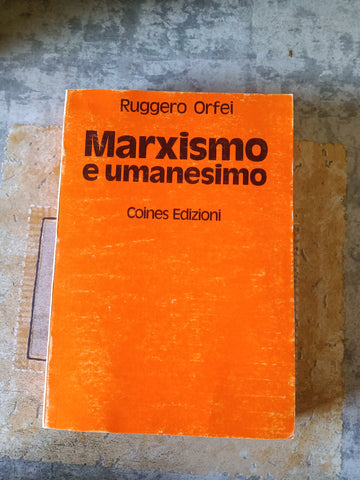 Ruggero Orfei
Marxismo
e umanesimo
Coines Edizioni